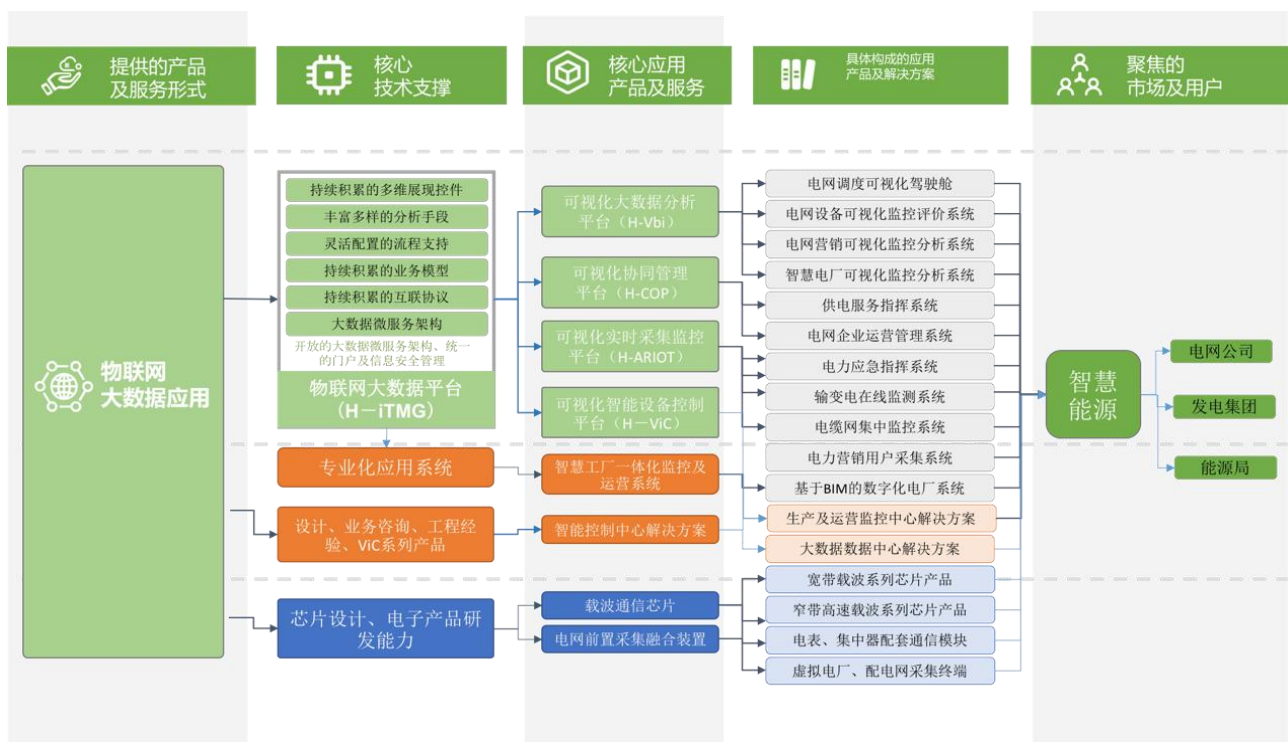 提供的产品
及服务形式
核心
技术支撑
核心应用
产品及服务
具体构成的应用
产品及解决方案
聚焦的
市场及用户
物联网
大数据应用
持续积累的多维展现控件
丰富多样的分析手段
灵活配置的流程支持
持续积累的业务模型
持续积累的互联协议
大数据微服务架构
开放的大数据微服务架构、统一
的门户及信息安全管理
物联网大数据平台
（H－iTMG）
专业化应用系统
设计、业务咨询、工程经
验、ViC系列产品
芯片设计、电子产品研
发能力
可视化大数据分析
平台（H-Vbi）
可视化协同管理
平台（H-COP）
可视化实时采集监控
平台（H-ARIOT）
可视化智能设备控制
平台（H－ViC）
智慧工厂一体化监控及
运营系统
智能控制中心解决方案
载波通信芯片
电网前置采集融合装置
电网调度可视化驾驶舱
电网设备可视化监控评价系统
电网营销可视化监控分析系统
智慧电厂可视化监控分析系统
供电服务指挥系统
电网企业运营管理系统
电力应急指挥系统
输变电在线监测系统
电缆网集中监控系统
电力营销用户采集系统
基于BIM的数字化电厂系统
生产及运营监控中心解决方案
大数据数据中心解决方案
宽带载波系列芯片产品
窄带高速载波系列芯片产品
电表、集中器配套通信模块
虚拟电厂、配电网采集终端
智慧
能源
电网公司
发电集团
能源局